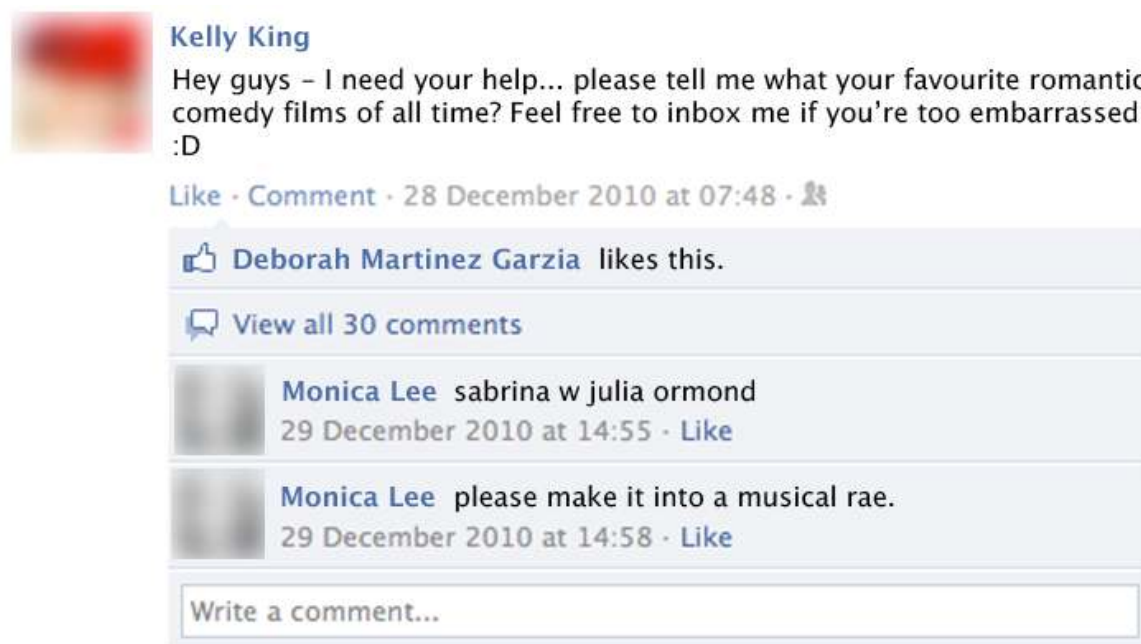 Kelly King
Hey guys – I need your help... please tell me what your favourite romantic
comedy films of all time? Feel free to inbox me if you're too embarrassed
:D
Like · Comment · 28 December 2010 at 07:48 ·
Deborah Martinez Garzia likes this.
View all 30 comments
Monica Lee sabrina w julia ormond
29 December 2010 at 14:55 · Like
Monica Lee please make it into a musical rae.
29 December 2010 at 14:58 · Like
Write a comment...